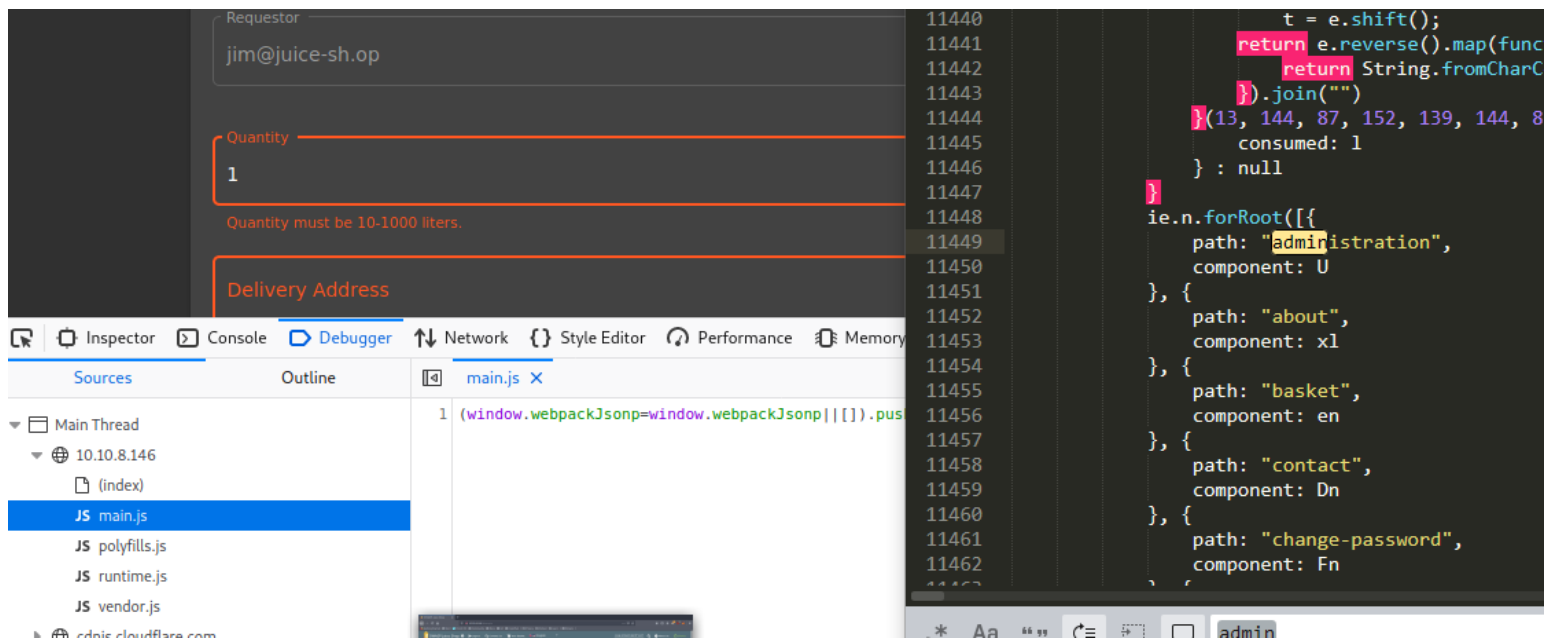 Requestor
jim@juice-sh.op
Quantity
1
Quantity must be 10-1000 liters.
Delivery Address
Inspector Console Debugger Network {} Style Editor Performance Memory
Sources Outline main.js
Main Thread
10.10.8.146
(index)
JS main.js
JS polyfills.js
JS runtime.js
JS vendor.js
cdnjs.cloudflare.com
1 (window.webpackJsonp=window.webpackJsonp||[]).pus
11440 t = e.shift();
11441 return e.reverse().map(func
11442 return String.fromCharC
11443 }).join("")
11444 }(13, 144, 87, 152, 139, 144, 8
11445 consumed: l
11446 } : null
11447 }
11448 ie.n.forRoot([{
11449 path: "administration",
11450 component: U
11451 }, {
11452 path: "about",
11453 component: xl
11454 }, {
11455 path: "basket",
11456 component: en
11457 }, {
11458 path: "contact",
11459 component: Dn
11460 }, {
11461 path: "change-password",
11462 component: Fn
11463 }, {
.* Aa “” admin